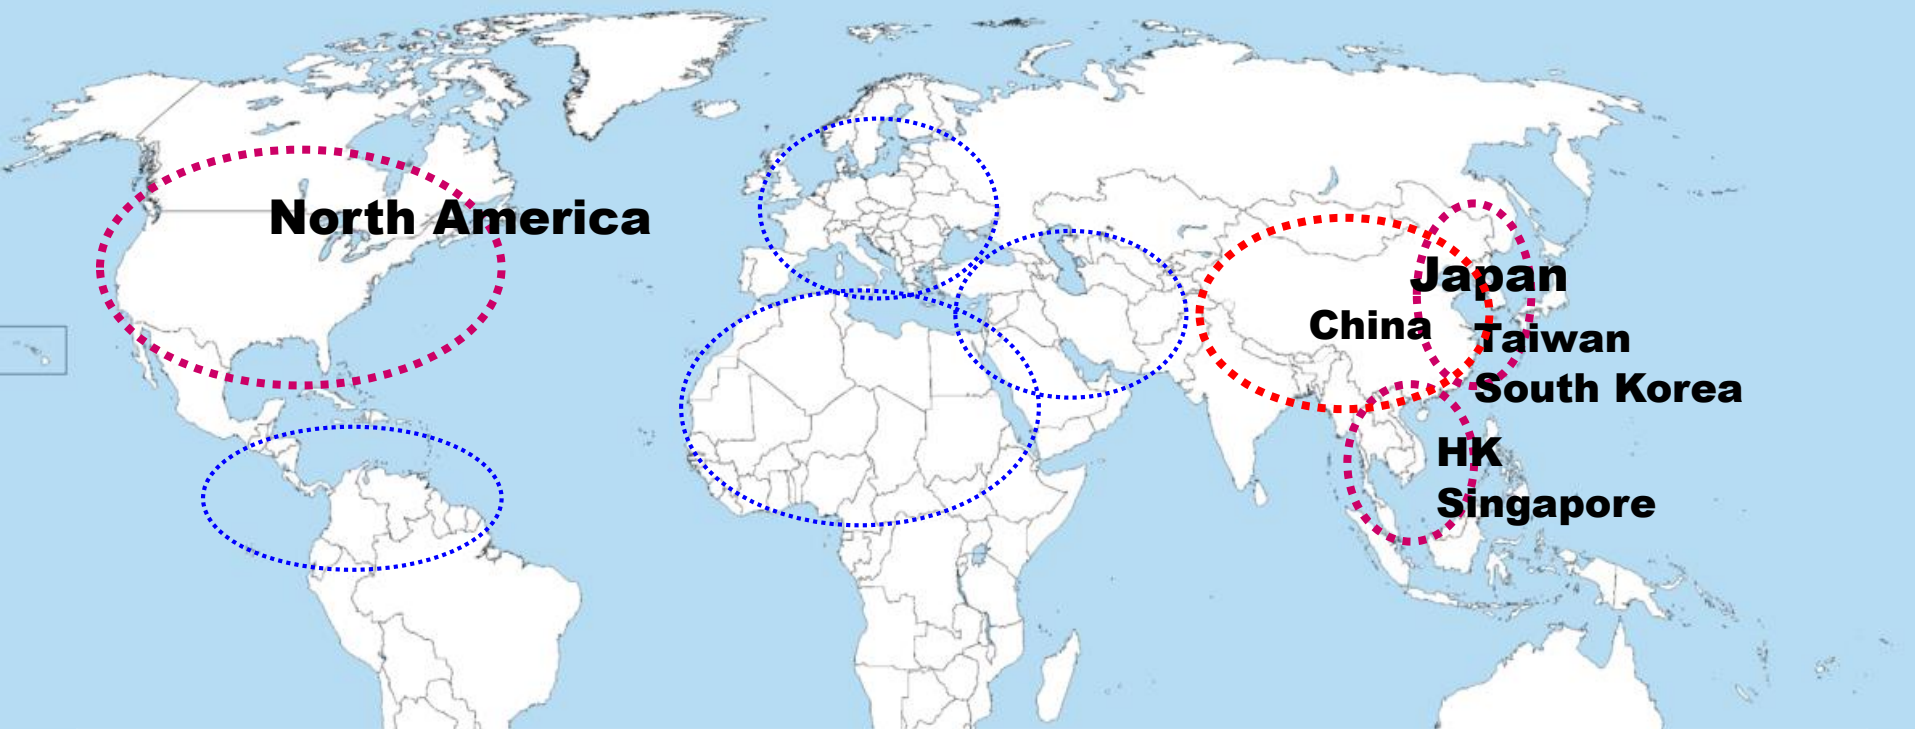 North America
Japan
China
Taiwan
South Korea
HK
Singapore